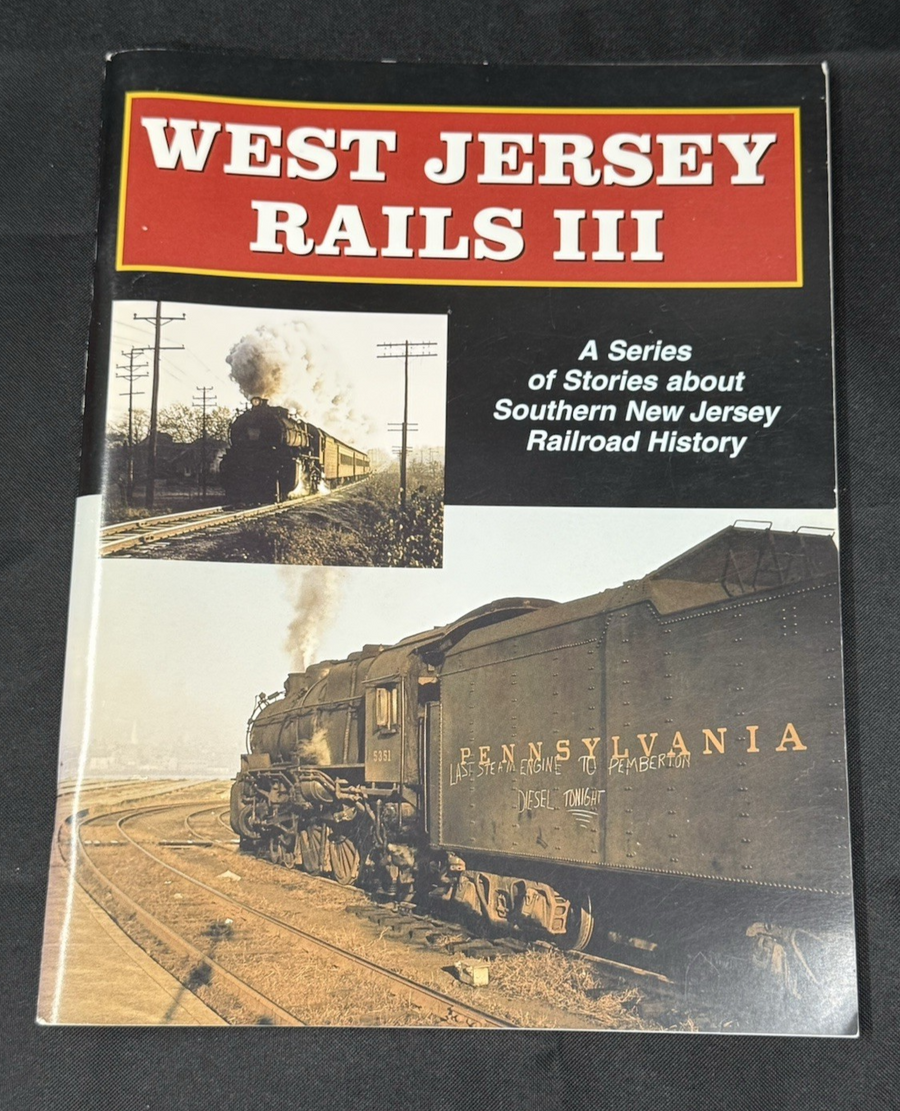 WEST JERSEY
RAILS III
A Series
of Stories about
Southern New Jersey
Railroad History
5351
PENNSYLVANIA
LAST STEAM ENGINE TO PEMBERTON
DIESEL TONIGHT